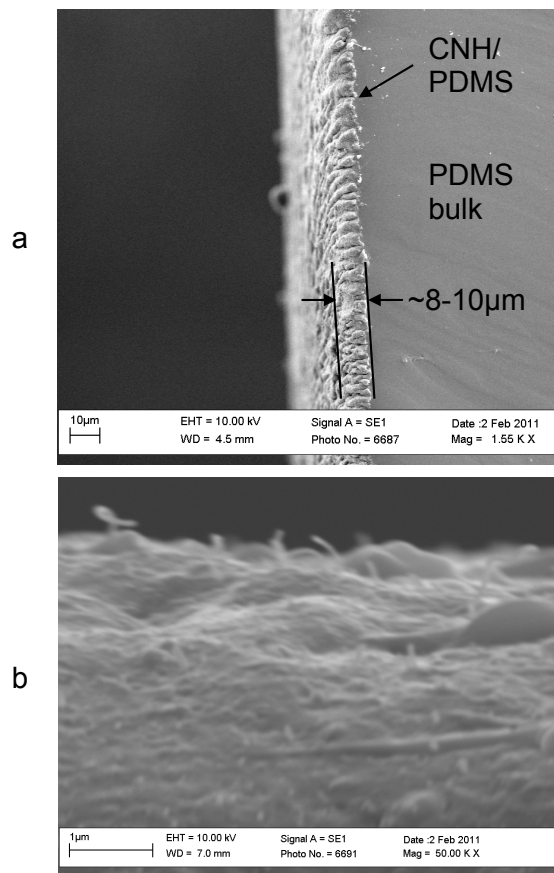 a
CNH/
PDMS
PDMS
bulk
~8-10µm
10µm
EHT = 10.00 kV
Signal A = SE1
Date :2 Feb 2011
WD = 4.5 mm
Photo No. = 6687
Mag = 1.55 K X
b
1µm
EHT = 10.00 kV
Signal A = SE1
Date :2 Feb 2011
WD = 7.0 mm
Photo No. = 6691
Mag = 50.00 K X